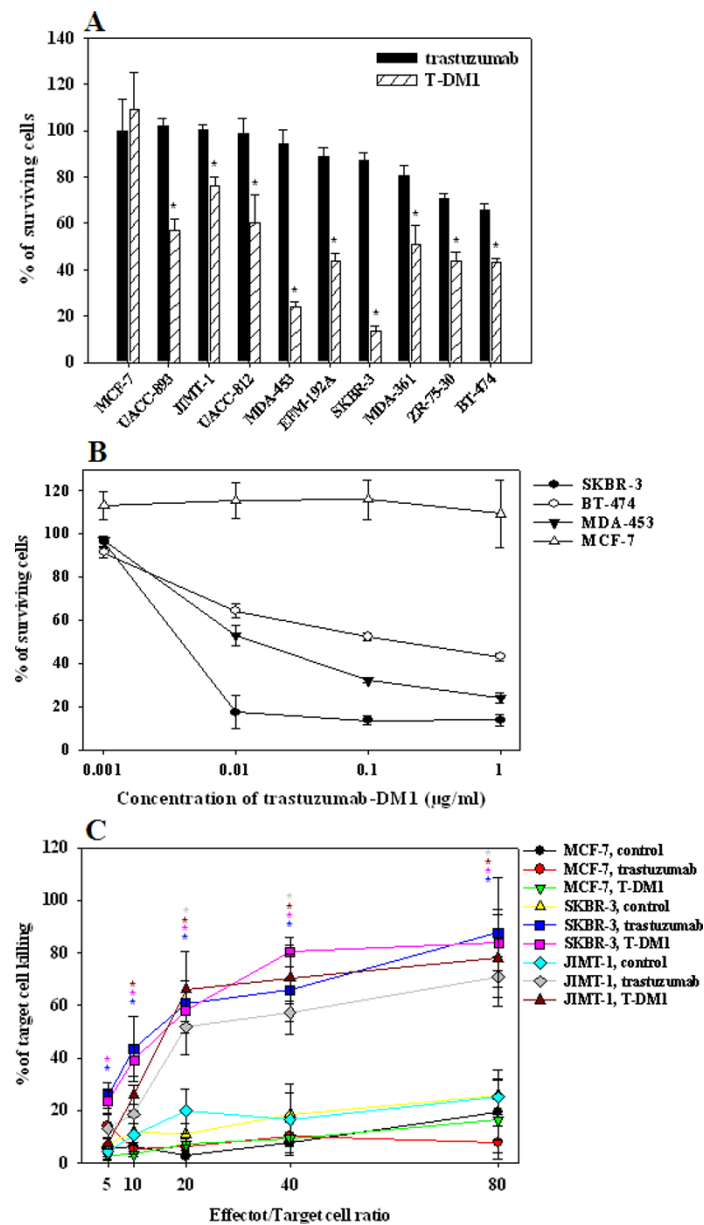 A
140
120
100
80
60
40
20
0
% of surviving cells
trastuzumab
T-DM1
* * * * * * * * *
MCF-7
UACC-893
JIMT-1
UACC-812
MDA-453
EFM-192A
SKBR-3
MDA-361
ZR-75-30
BT-474
B
120
100
80
60
40
20
0
% of surviving cells
SKBR-3
BT-474
MDA-453
MCF-7
0.001 0.01 0.1 1
Concentration of trastuzumab-DM1 (µg/ml)
C
120
100
80
60
40
20
0
%of target cell killing
MCF-7, control
MCF-7, trastuzumab
MCF-7, T-DM1
SKBR-3, control
SKBR-3, trastuzumab
SKBR-3, T-DM1
JIMT-1, control
JIMT-1, trastuzumab
JIMT-1, T-DM1
5 10 20 40 80
Effectot/Target cell ratio